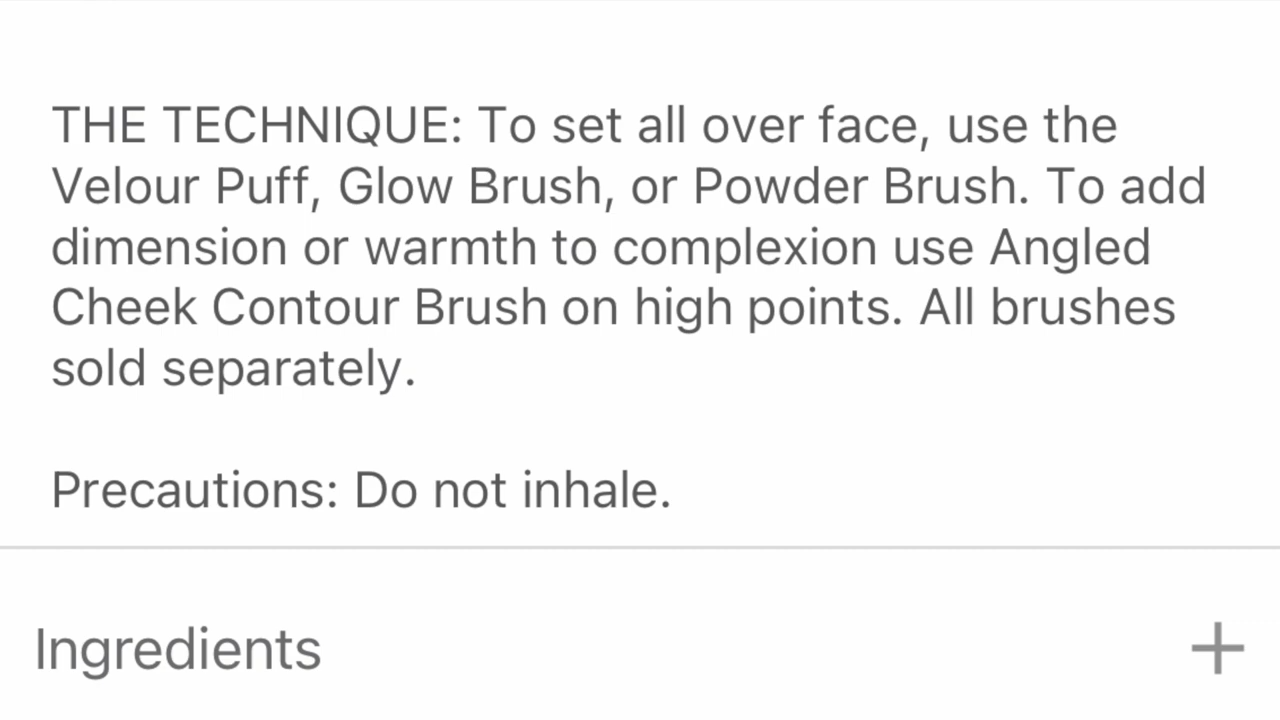 THE TECHNIQUE: To set all over face, use the
Velour Puff, Glow Brush, or Powder Brush. To add
dimension or warmth to complexion use Angled
Cheek Contour Brush on high points. All brushes
sold separately.
Precautions: Do not inhale.
Ingredients +